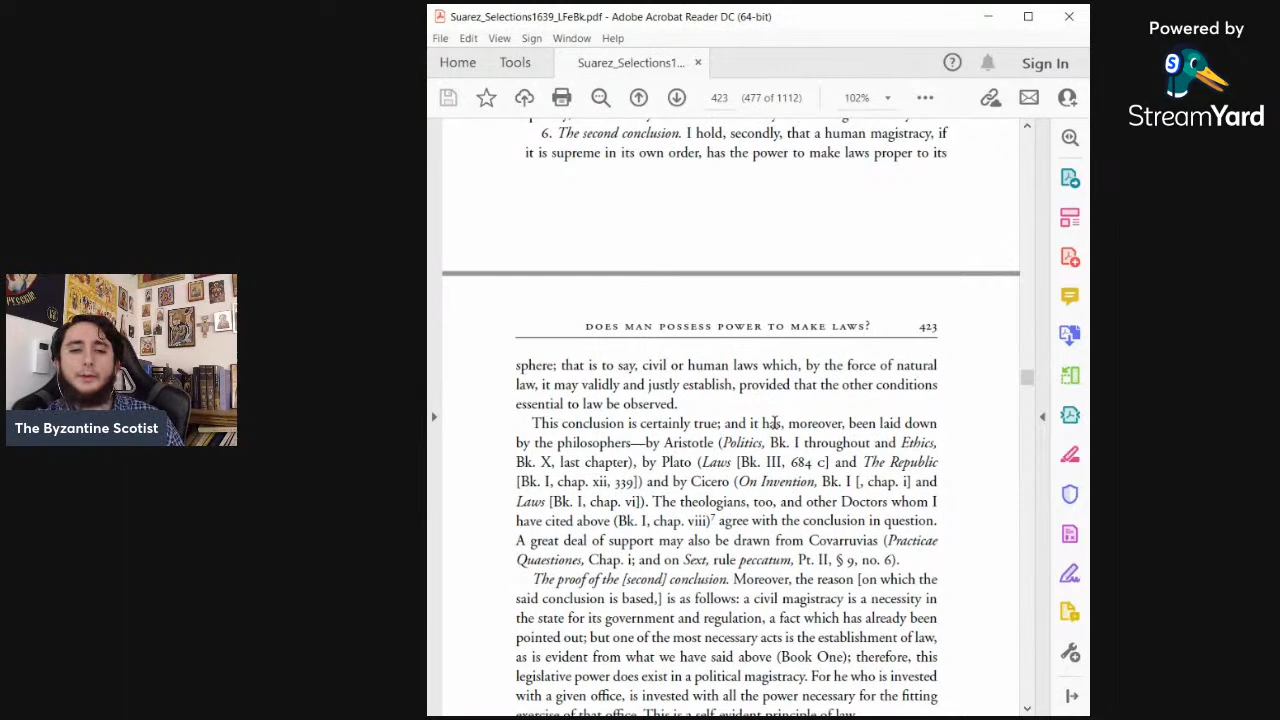 Powered by
S
StreamYard
Suarez_Selections1639_LFeBk.pdf - Adobe Acrobat Reader DC (64-bit)
File Edit View Sign Window Help
Home Tools Suarez_Selections1... × Sign In
423 (477 of 1112) 102%
6. The second conclusion. I hold, secondly, that a human magistracy, if
it is supreme in its own order, has the power to make laws proper to its
DOES MAN POSSESS POWER TO MAKE LAWS? 423
sphere; that is to say, civil or human laws which, by the force of natural
law, it may validly and justly establish, provided that the other conditions
essential to law be observed.
This conclusion is certainly true; and it has, moreover, been laid down
by the philosophers—by Aristotle (Politics, Bk. I throughout and Ethics,
Bk. X, last chapter), by Plato (Laws [Bk. III, 684 c] and The Republic
[Bk. I, chap. xii, 339]) and by Cicero (On Invention, Bk. I [, chap. i] and
Laws [Bk. I, chap. vi]). The theologians, too, and other Doctors whom I
have cited above (Bk. I, chap. viii)7 agree with the conclusion in question.
A great deal of support may also be drawn from Covarruvias (Practicae
Quaestiones, Chap. i; and on Sext, rule peccatum, Pt. II, § 9, no. 6).
The proof of the [second] conclusion. Moreover, the reason [on which the
said conclusion is based,] is as follows: a civil magistracy is a necessity in
the state for its government and regulation, a fact which has already been
pointed out; but one of the most necessary acts is the establishment of law,
as is evident from what we have said above (Book One); therefore, this
legislative power does exist in a political magistracy. For he who is invested
with a given office, is invested with all the power necessary for the fitting
exercise of that office. This is a self-evident principle of law.
The Byzantine Scotist